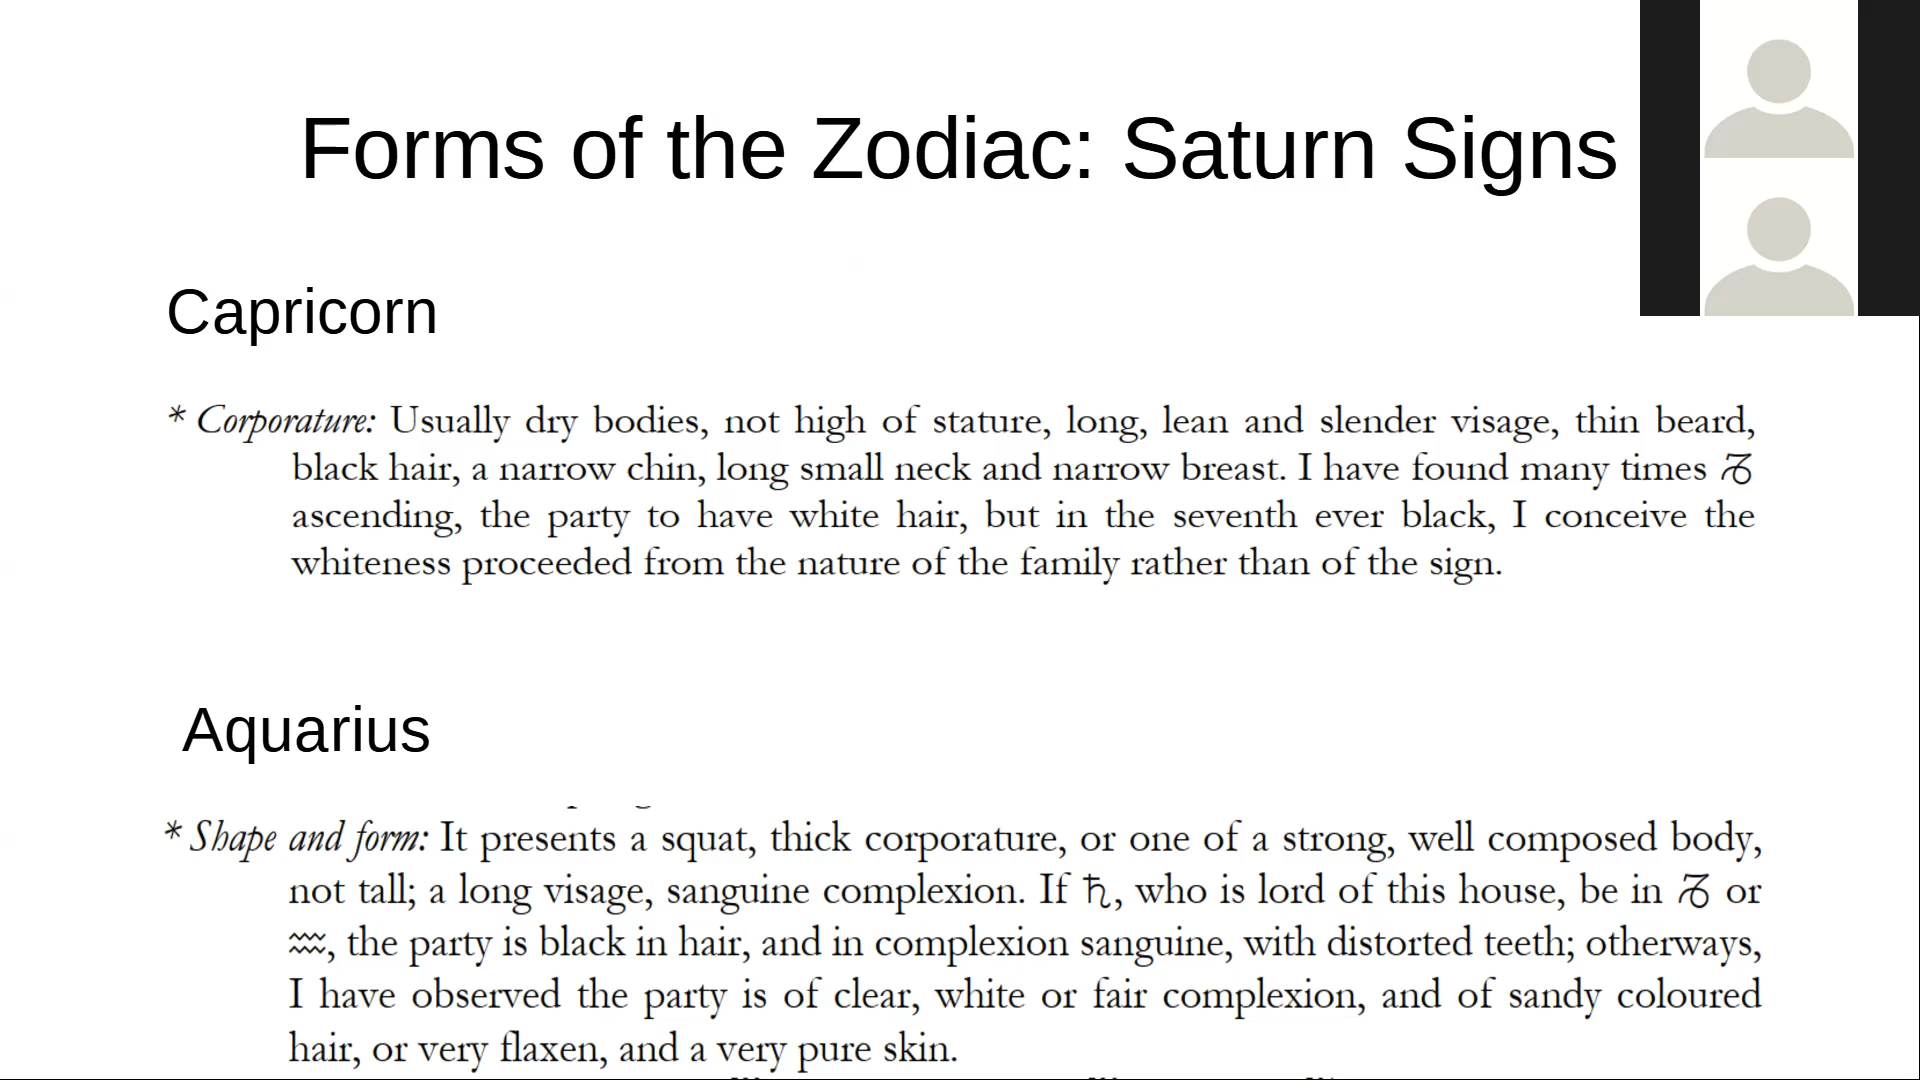 Forms of the Zodiac: Saturn Signs
Capricorn
* Corporature: Usually dry bodies, not high of stature, long, lean and slender visage, thin beard,
black hair, a narrow chin, long small neck and narrow breast. I have found many times ♑
ascending, the party to have white hair, but in the seventh ever black, I conceive the
whiteness proceeded from the nature of the family rather than of the sign.
Aquarius
* Shape and form: It presents a squat, thick corporature, or one of a strong, well composed body,
not tall; a long visage, sanguine complexion. If ♄, who is lord of this house, be in ♑ or
♒, the party is black in hair, and in complexion sanguine, with distorted teeth; otherways,
I have observed the party is of clear, white or fair complexion, and of sandy coloured
hair, or very flaxen, and a very pure skin.